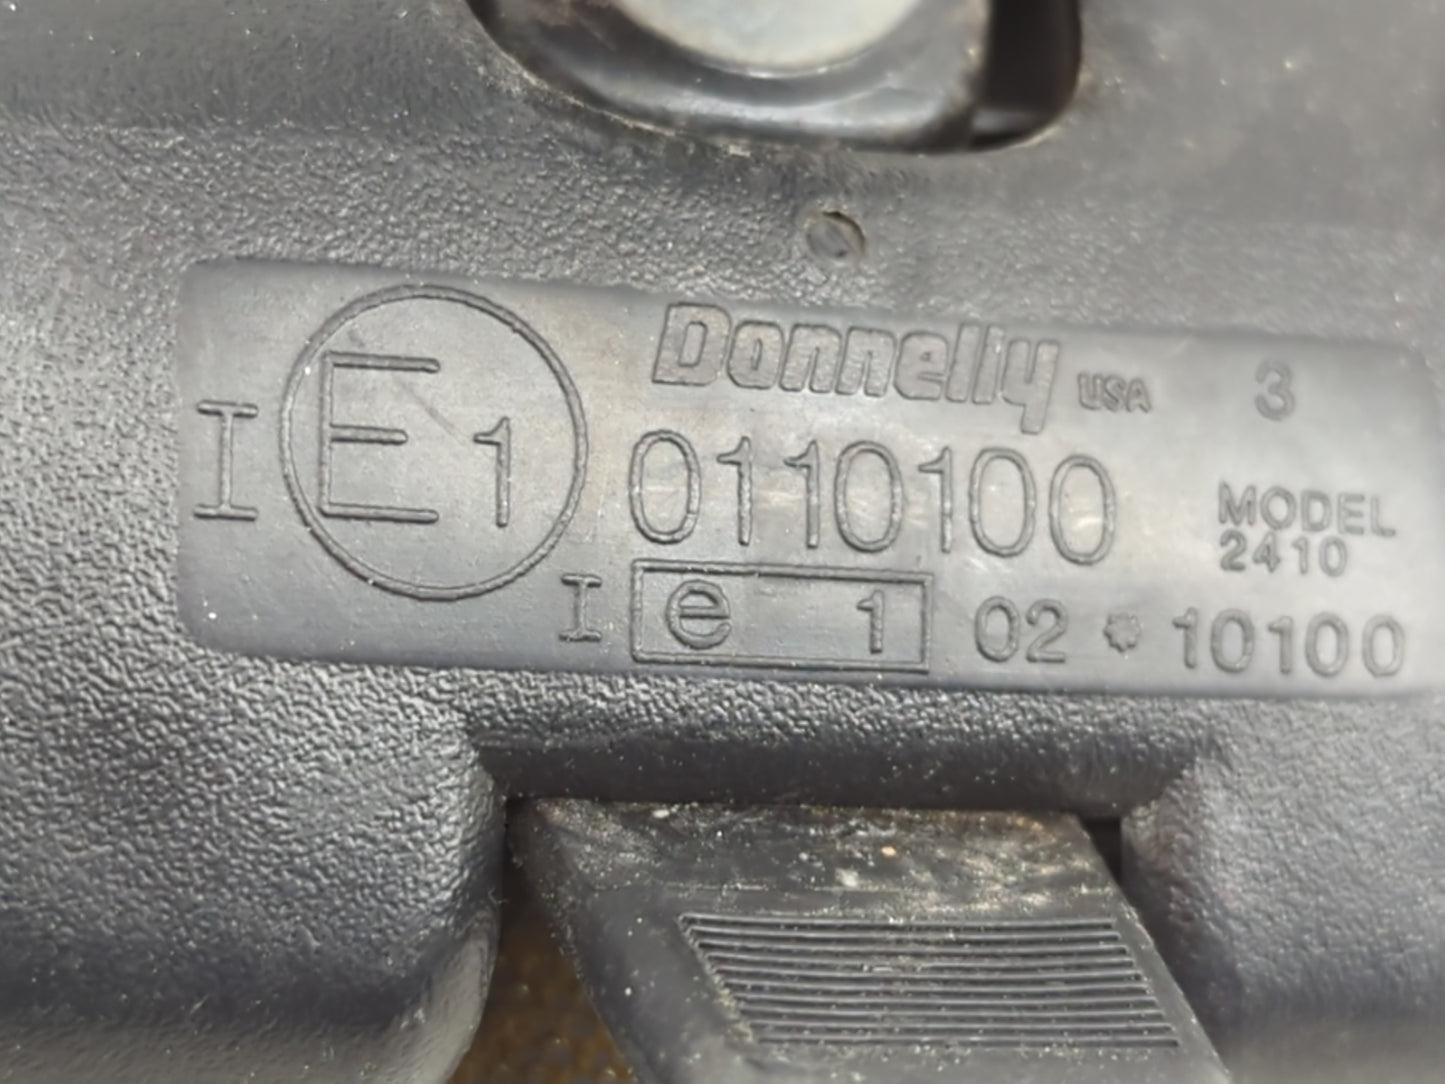 Donnelly USA 3
I E1 0110100
MODEL
2410
I e 1 02 * 10100